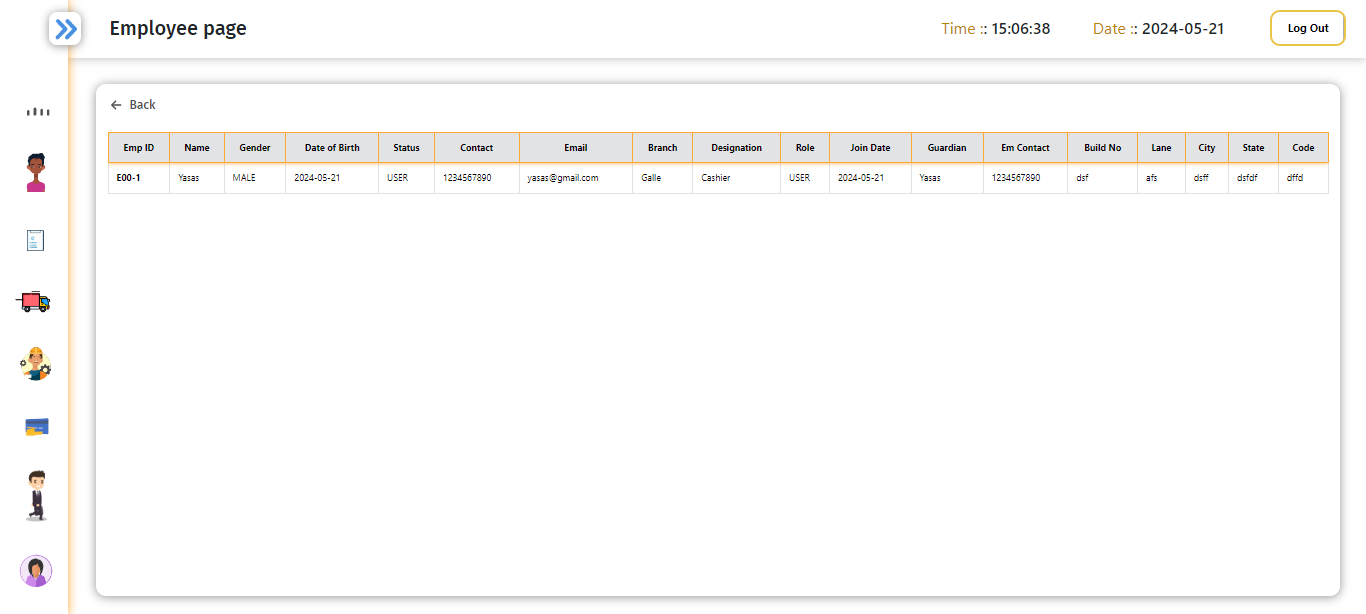 Employee page
Time :: 15:06:38
Date :: 2024-05-21
Log Out
Back
Emp ID Name Gender Date of Birth Status Contact Email Branch Designation Role Join Date Guardian Em Contact Build No Lane City State Code
E00-1 Yasas MALE 2024-05-21 USER 1234567890 yasas@gmail.com Galle Cashier USER 2024-05-21 Yasas 1234567890 dsf afs dsff dsfdf dffd